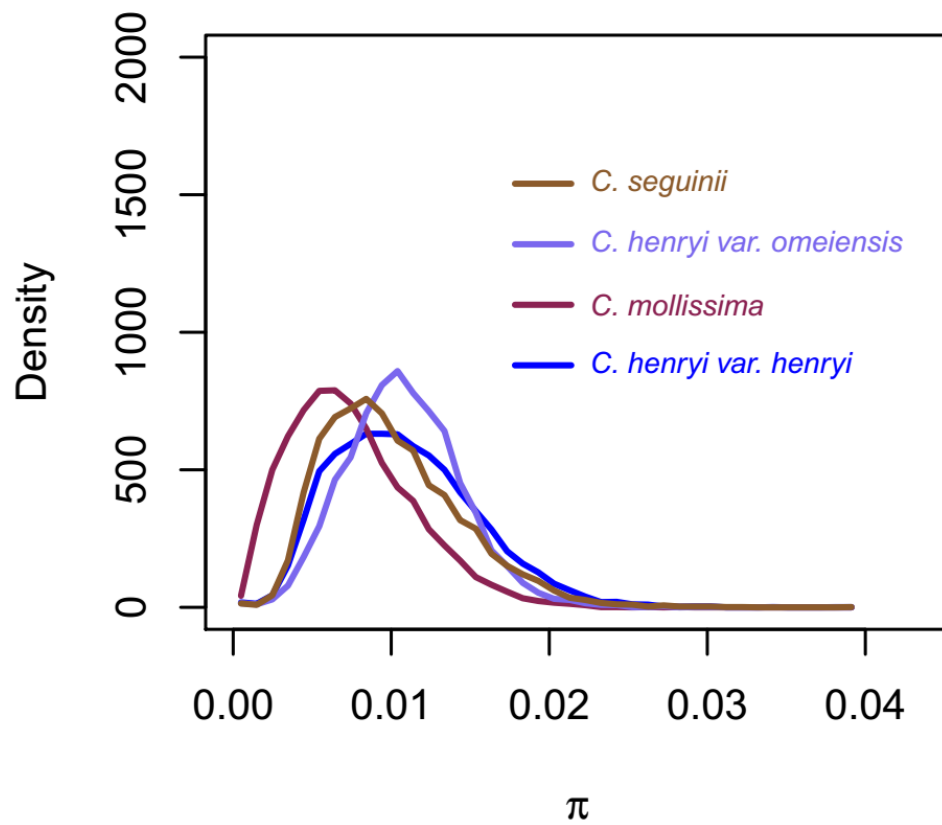 Density
2000
1500
1000
500
0
C. seguinii
C. henryi var. omeiensis
C. mollissima
C. henryi var. henryi
0.00 0.01 0.02 0.03 0.04
π